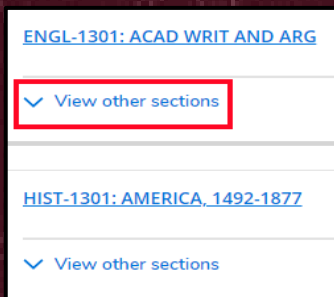 ENGL-1301: ACAD WRIT AND ARG
View other sections
HIST-1301: AMERICA, 1492-1877
View other sections